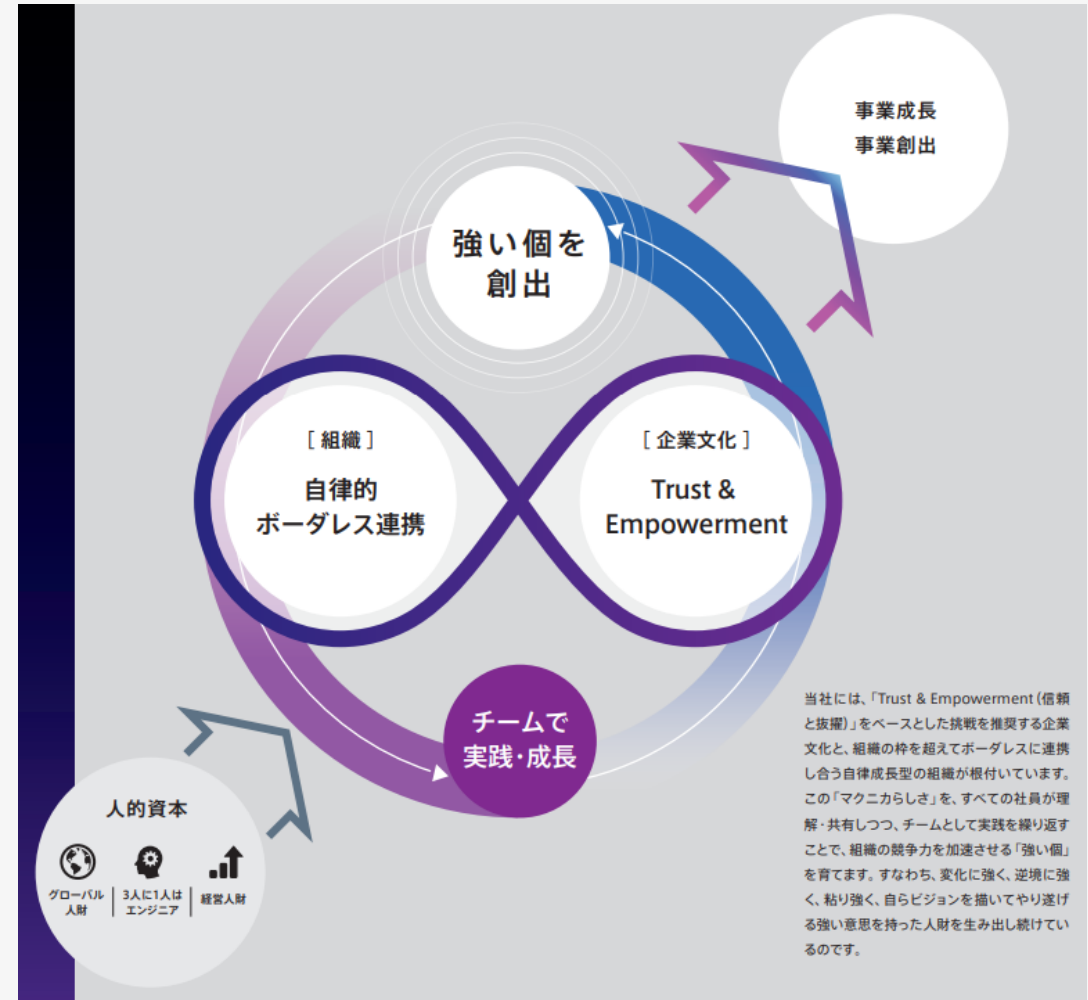 事業成長
事業創出
強い個を
創出
［ 組織 ］
自律的
ボーダレス連携
［ 企業文化 ］
Trust &
Empowerment
チームで
実践・成長
人的資本
グローバル
人財
3人に1人は
エンジニア
経営人財
当社には、「Trust & Empowerment（信頼
と抜擢）」をベースとした挑戦を推奨する企業
文化と、組織の枠を超えてボーダレスに連携
し合う自律成長型の組織が根付いています。
この「マクニカらしさ」を、すべての社員が理
解・共有しつつ、チームとして実践を繰り返す
ことで、組織の競争力を加速させる「強い個」
を育てます。すなわち、変化に強く、逆境に強
く、粘り強く、自らビジョンを描いてやり遂げ
る強い意思を持った人財を生み出し続けてい
るのです。